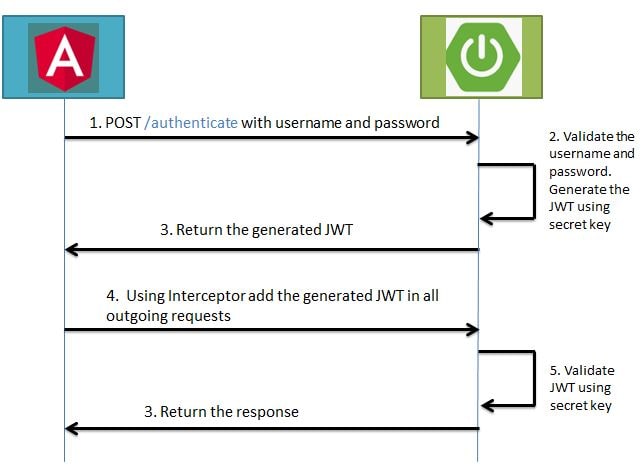 A
1. POST /authenticate with username and password
2. Validate the
username and
password.
Generate the
JWT using
secret key
3. Return the generated JWT
4.  Using Interceptor add the generated JWT in all
outgoing requests
5. Validate
JWT using
secret key
3. Return the response